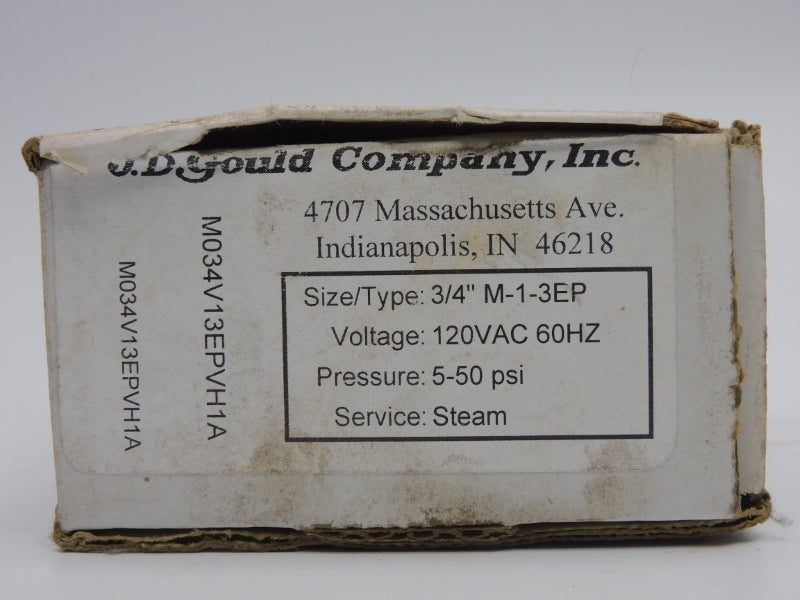 J.D.Gould Company, Inc.
4707 Massachusetts Ave.
Indianapolis, IN 46218
Size/Type: 3/4" M-1-3EP
Voltage: 120VAC 60HZ
Pressure: 5-50 psi
Service: Steam
M034V13EPVH1A
M034V13EPVH1A